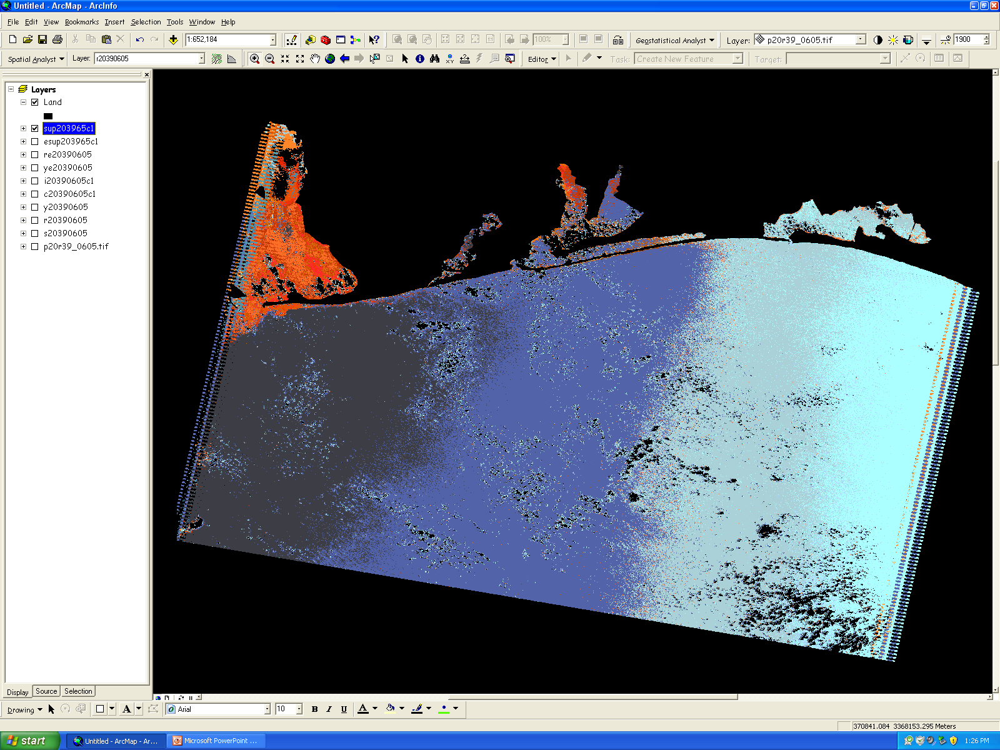 Untitled - ArcMap - ArcInfo
File Edit View Bookmarks Insert Selection Tools Window Help
1:652,184 100% Geostatistical Analyst Layer: p20r39_0605.tif 1900
Spatial Analyst Layer: r20390605 Editor Task: Create New Feature Target:
Layers
Land
sup203965c1
esup203965c1
re20390605
ye20390605
i20390605c1
c20390605c1
y20390605
r20390605
s20390605
p20r39_0605.tif
Display Source Selection
Drawing A Arial 10 B I U A
370841.084 3368153.295 Meters
start Untitled - ArcMap - Ar... Microsoft PowerPoint ... 1:26 PM